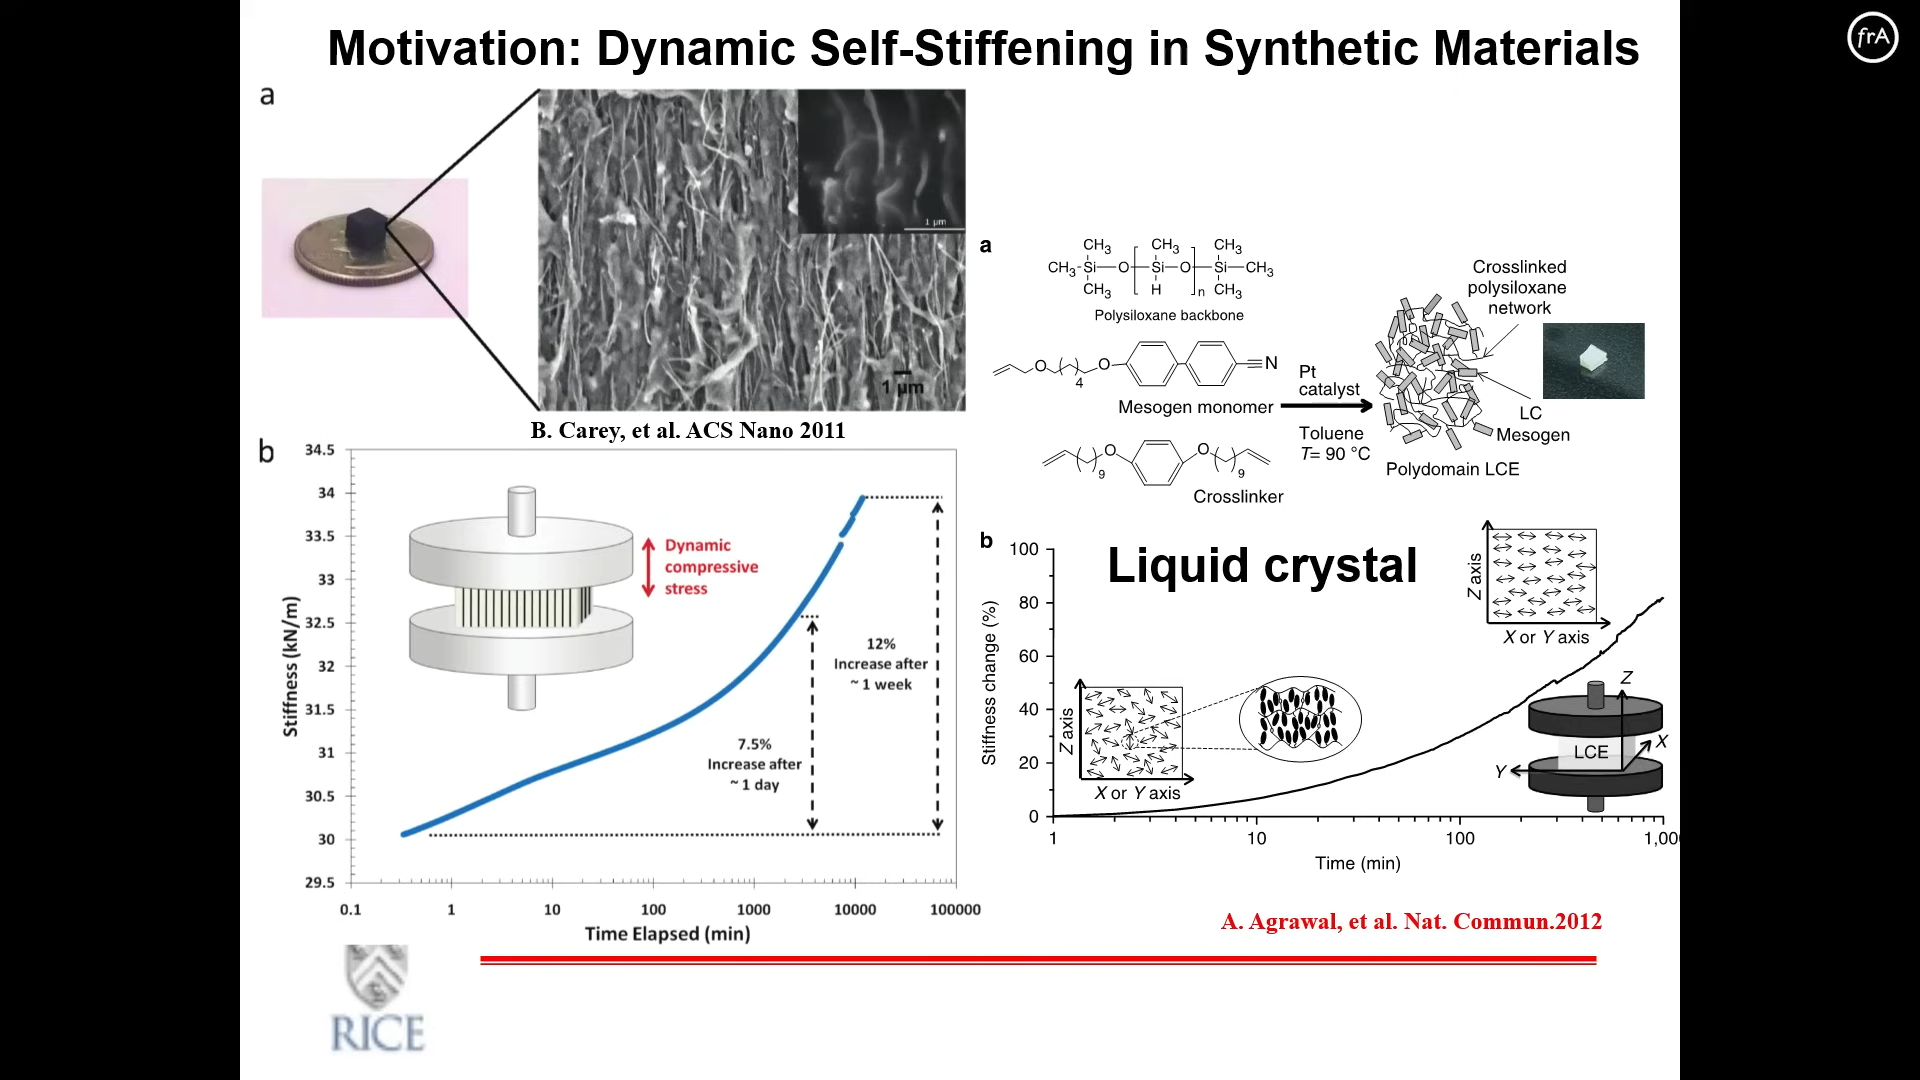 Motivation: Dynamic Self-Stiffening in Synthetic Materials
frA
a
1 µm
1 µm
B. Carey, et al. ACS Nano 2011
b
34.5
34
33.5
33
32.5
32
31.5
31
30.5
30
29.5
Stiffness (kN/m)
Dynamic
compressive
stress
12%
Increase after
~ 1 week
7.5%
Increase after
~ 1 day
0.1 1 10 100 1000 10000 100000
Time Elapsed (min)
a
CH3 CH3 CH3
CH3 Si O Si O Si CH3
CH3 H n CH3
Polysiloxane backbone
O 4 O N
Mesogen monomer
O O
9 9
Crosslinker
Pt
catalyst
Toluene
T= 90 °C
Crosslinked
polysiloxane
network
LC
Mesogen
Polydomain LCE
b
Liquid crystal
100
80
60
40
20
0
Stiffness change (%)
Z axis
X or Y axis
Z axis
X or Y axis
Z
X
LCE
Y
1 10 100 1,00
Time (min)
A. Agrawal, et al. Nat. Commun.2012
RICE